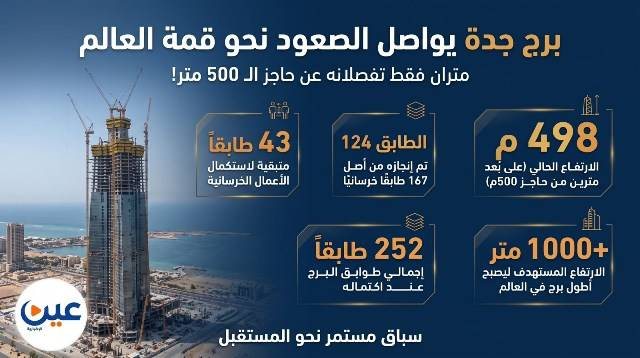 برج جدة يواصل الصعود نحو قمة العالم
متران فقط تفصلانه عن حاجز الـ 500 متر!
498 م
الارتفاع الحالي (على بُعد
مترين من حاجز 500م)
الطابق 124
تم إنجازه من أصل
167 طابقًا خرسانيًا
43 طابقاً
متبقية لاستكمال
الأعمال الخرسانية
+1000 متر
الارتفاع المستهدف ليصبح
أطول برج في العالم
252 طابقاً
إجمالي طوابق البرج
عند اكتماله
سباق مستمر نحو المستقبل
عين
الإخبارية